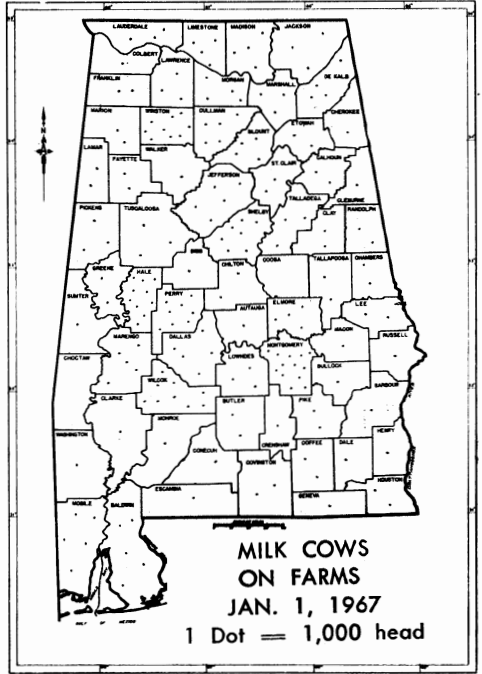 LAUDERDALE
LIMESTONE
MADISON
JACKSON
COLBERT
LAWRENCE
FRANKLIN
MORGAN
MARSHALL
DE KALB
MARION
WINSTON
CULLMAN
ETOWAH
CHEROKEE
BLOUNT
LAMAR
WALKER
FAYETTE
ST. CLAIR
CALHOUN
JEFFERSON
TALLADEGA
CLEBURNE
PICKENS
TUSCALOOSA
SHELBY
CLAY
RANDOLPH
BIBB
CHILTON
COOSA
TALLAPOOSA
CHAMBERS
GREENE
HALE
SUMTER
PERRY
AUTAUGA
ELMORE
LEE
MACON
RUSSELL
MARENGO
DALLAS
MONTGOMERY
CHOCTAW
LOWNDES
BULLOCK
WILCOX
BARBOUR
CLARKE
BUTLER
PIKE
MONROE
HENRY
WASHINGTON
CRENSHAW
COFFEE
DALE
CONECUH
COVINGTON
ESCAMBIA
GENEVA
HOUSTON
MOBILE
BALDWIN
GULF OF MEXICO
MILK COWS
ON FARMS
JAN. 1, 1967
1 Dot = 1,000 head